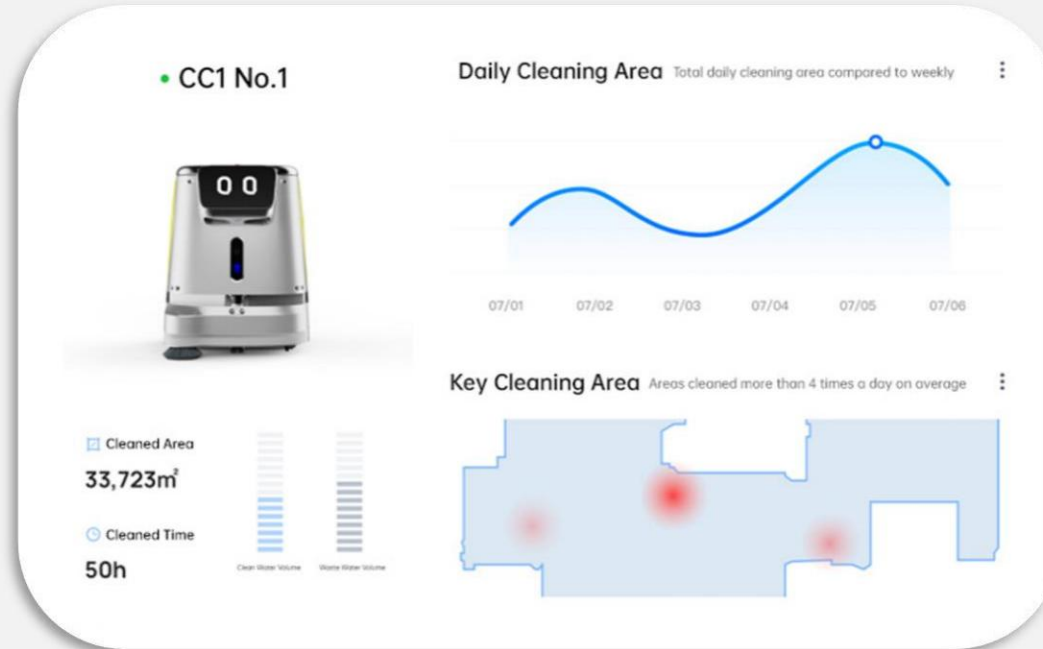 CC1 No.1
Daily Cleaning Area Total daily cleaning area compared to weekly
07/01 07/02 07/03 07/04 07/05 07/06
Key Cleaning Area Areas cleaned more than 4 times a day on average
Cleaned Area
33,723㎡
Cleaned Time
50h
Clean Water Volume Waste Water Volume